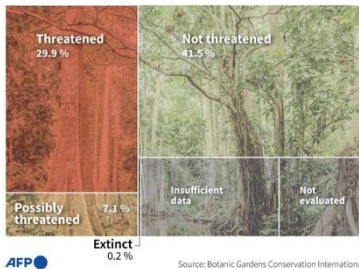 Threatened
29.9 %
Not threatened
41.5 %
Possibly
threatened
7.1 %
Insufficient
data
Not
evaluated
Extinct
0.2 %
AFP
Source: Botanic Gardens Conservation Internation